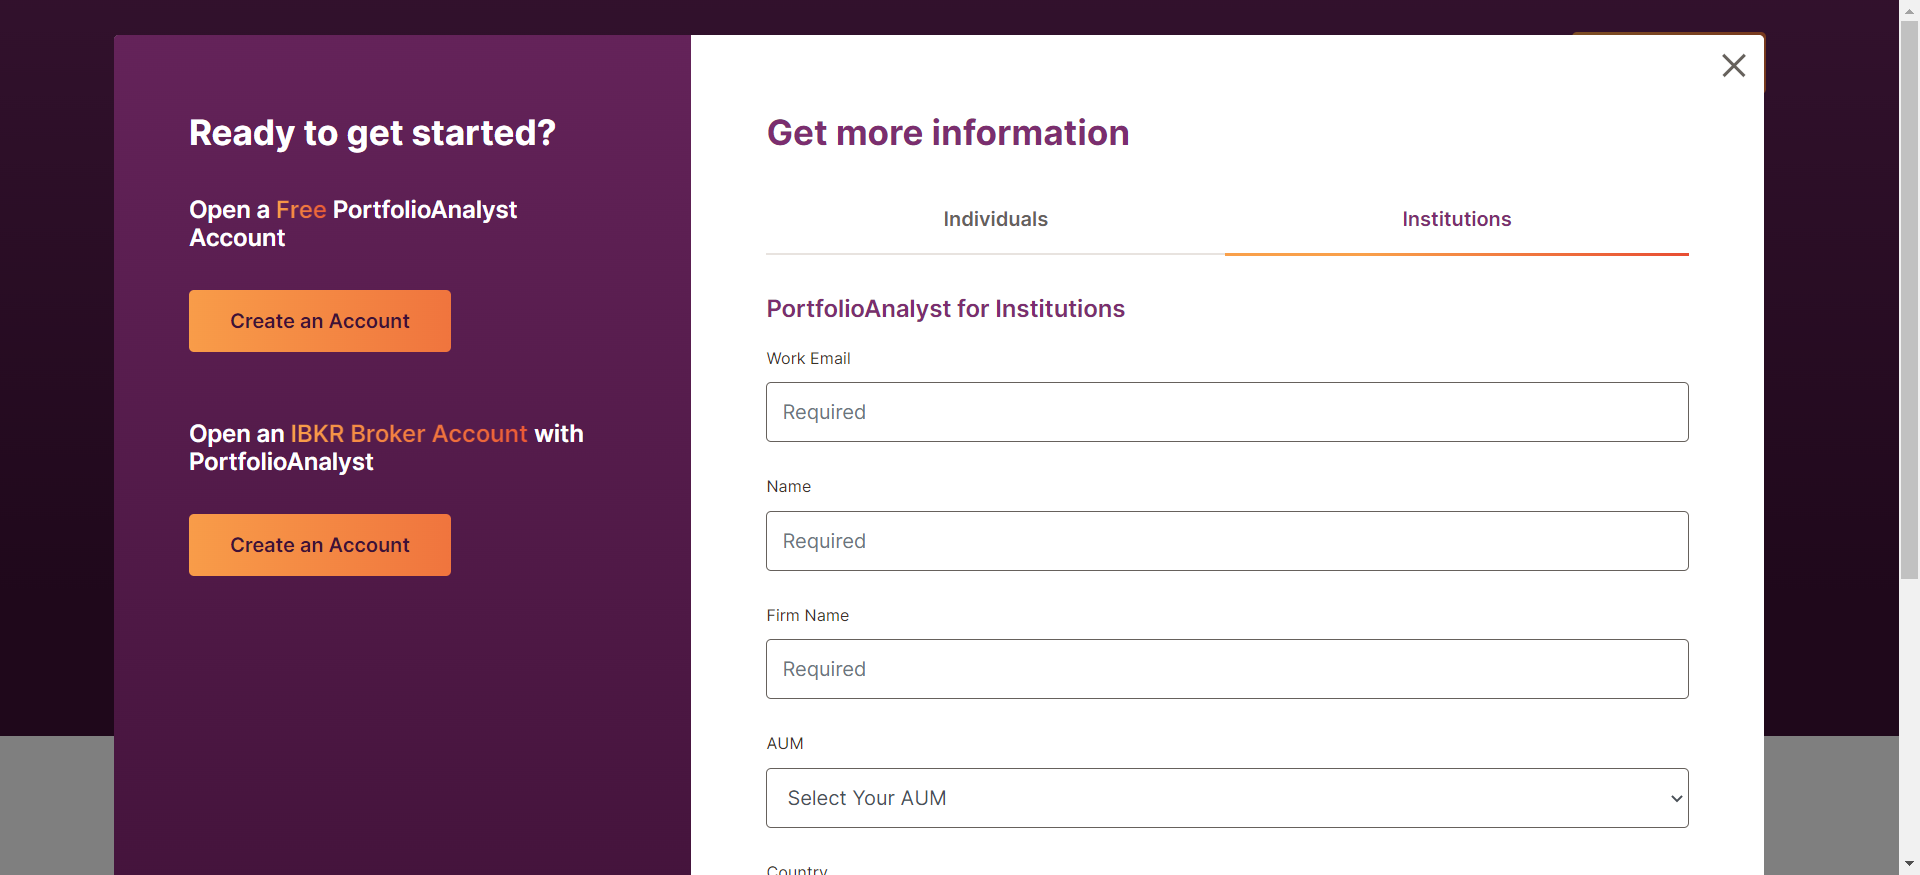 Ready to get started?
Open a Free PortfolioAnalyst
Account
Create an Account
Open an IBKR Broker Account with
PortfolioAnalyst
Create an Account
Get more information
Individuals
Institutions
PortfolioAnalyst for Institutions
Work Email
Required
Name
Required
Firm Name
Required
AUM
Select Your AUM
Country